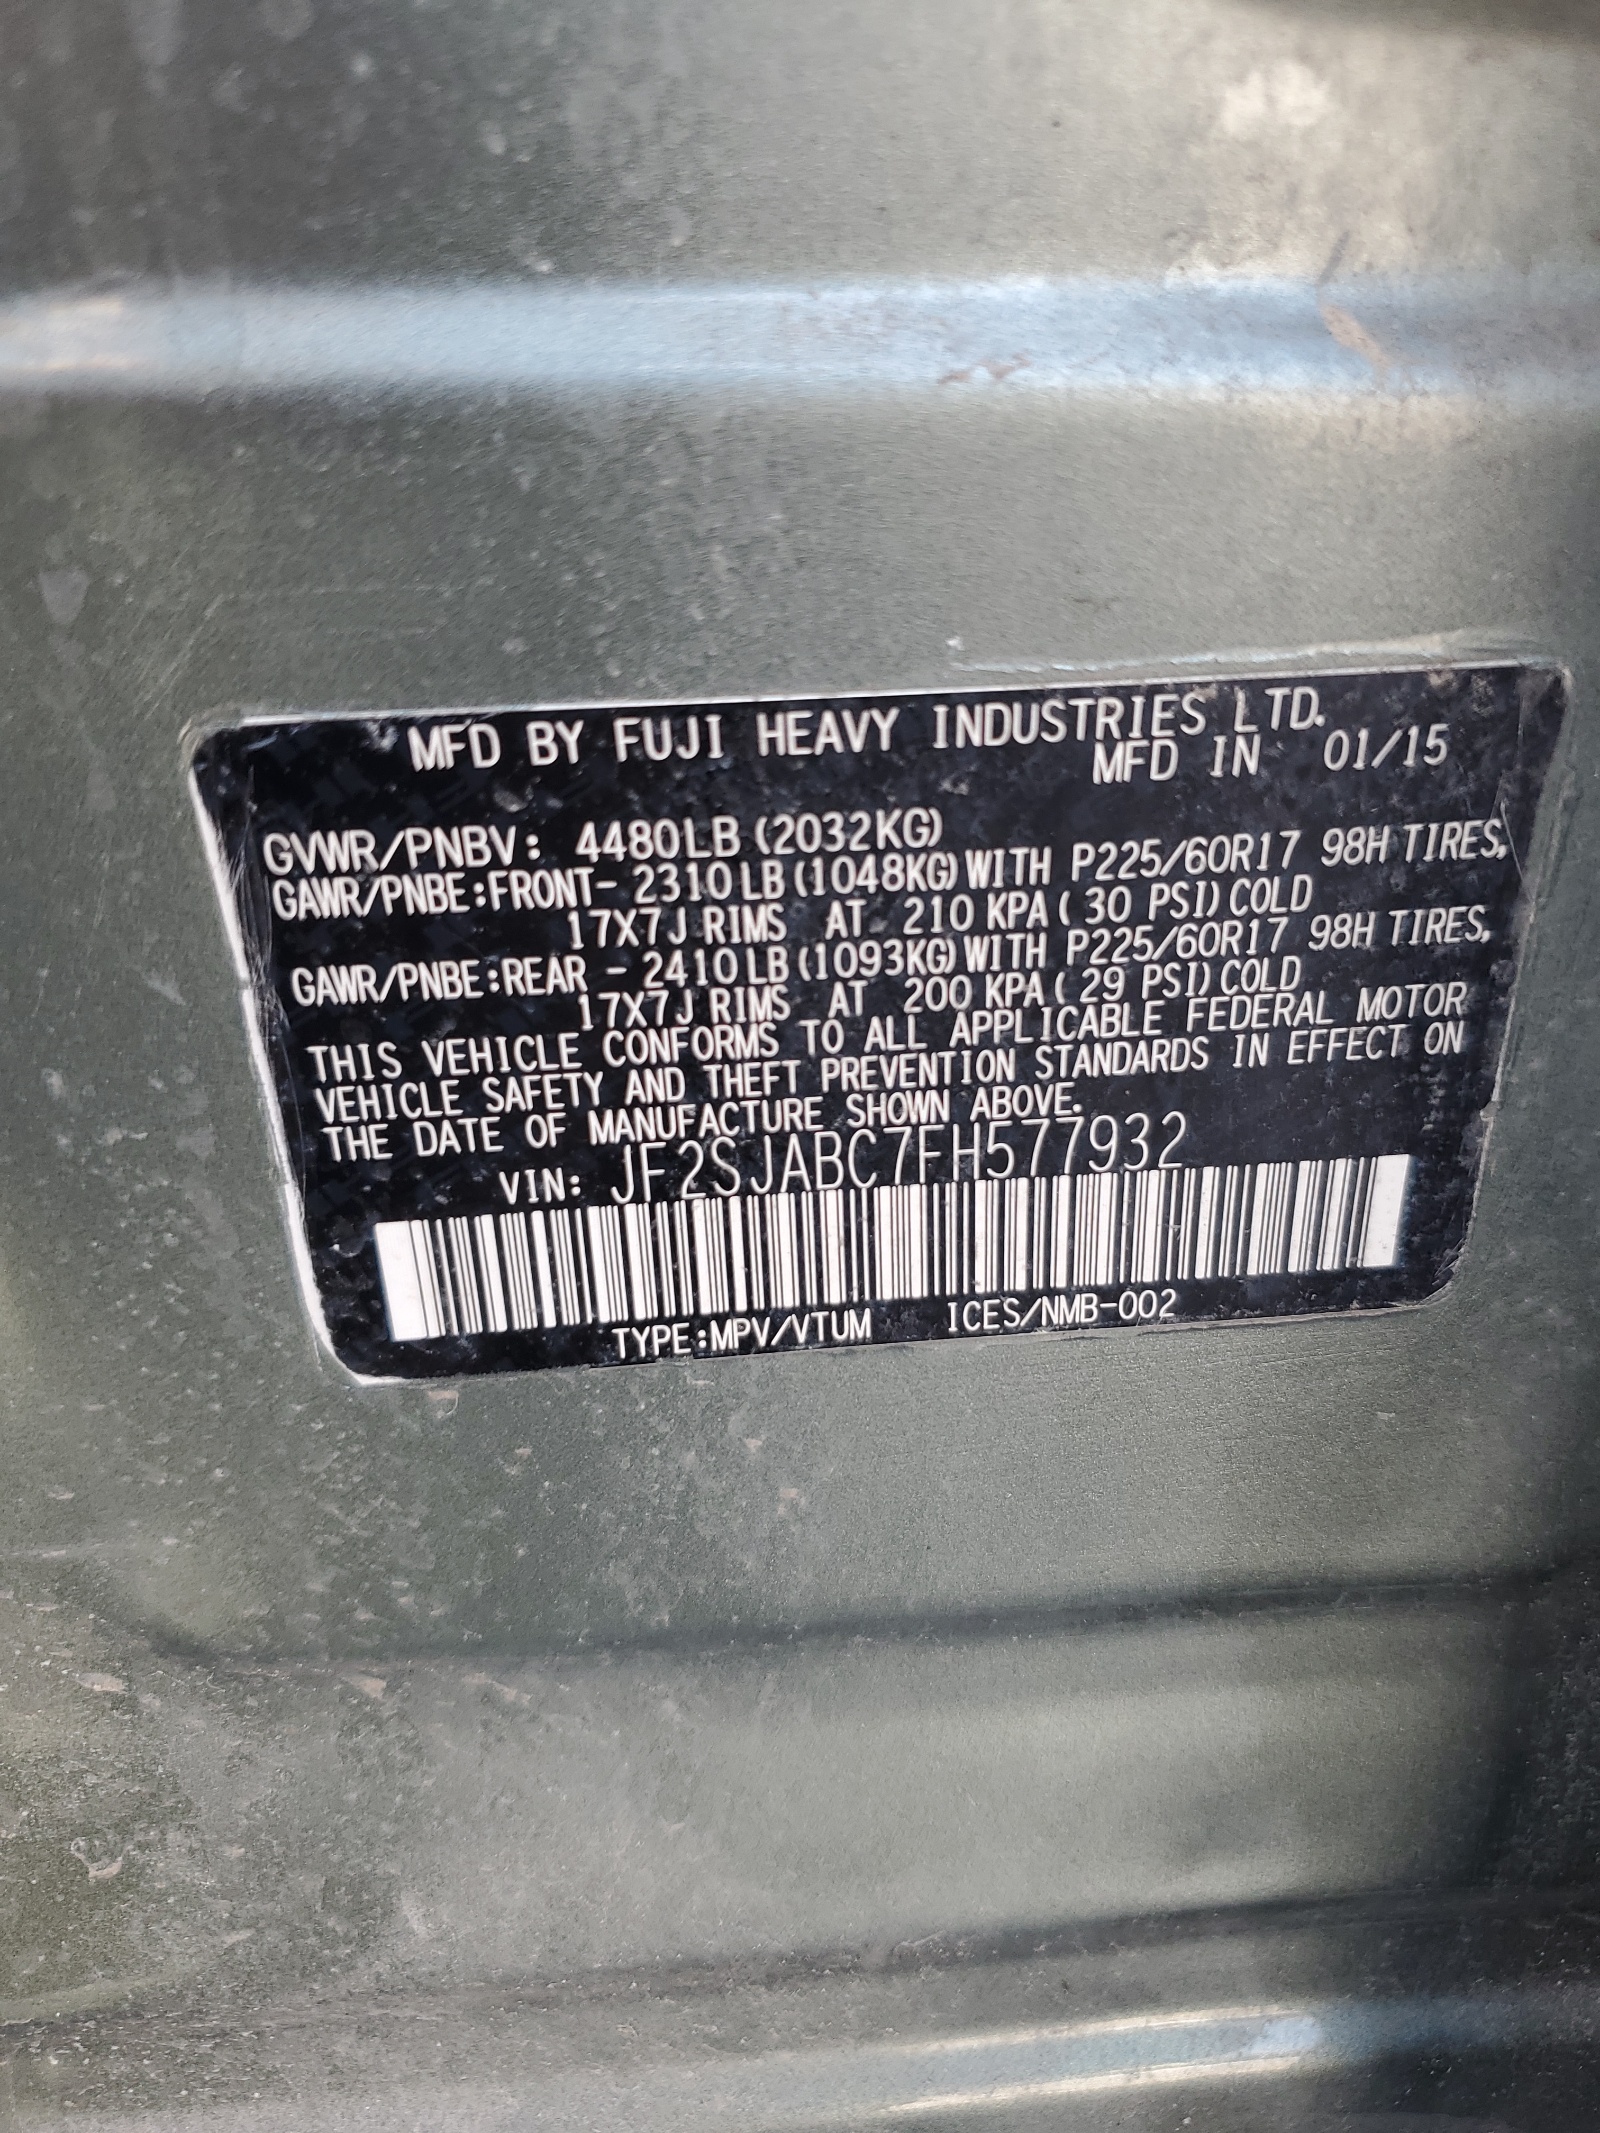 MFD BY FUJI HEAVY INDUSTRIES LTD.
MFD IN 01/15
GVWR/PNBV: 4480LB (2032KG)
GAWR/PNBE:FRONT- 2310LB (1048KG) WITH P225/60R17 98H TIRES,
17X7J RIMS AT 210 KPA ( 30 PSI) COLD
GAWR/PNBE:REAR - 2410LB (1093KG) WITH P225/60R17 98H TIRES,
17X7J RIMS AT 200 KPA ( 29 PSI) COLD
THIS VEHICLE CONFORMS TO ALL APPLICABLE FEDERAL MOTOR
VEHICLE SAFETY AND THEFT PREVENTION STANDARDS IN EFFECT ON
THE DATE OF MANUFACTURE SHOWN ABOVE.
VIN: JF2SJABC7FH577932
TYPE:MPV/VTUM ICES/NMB-002